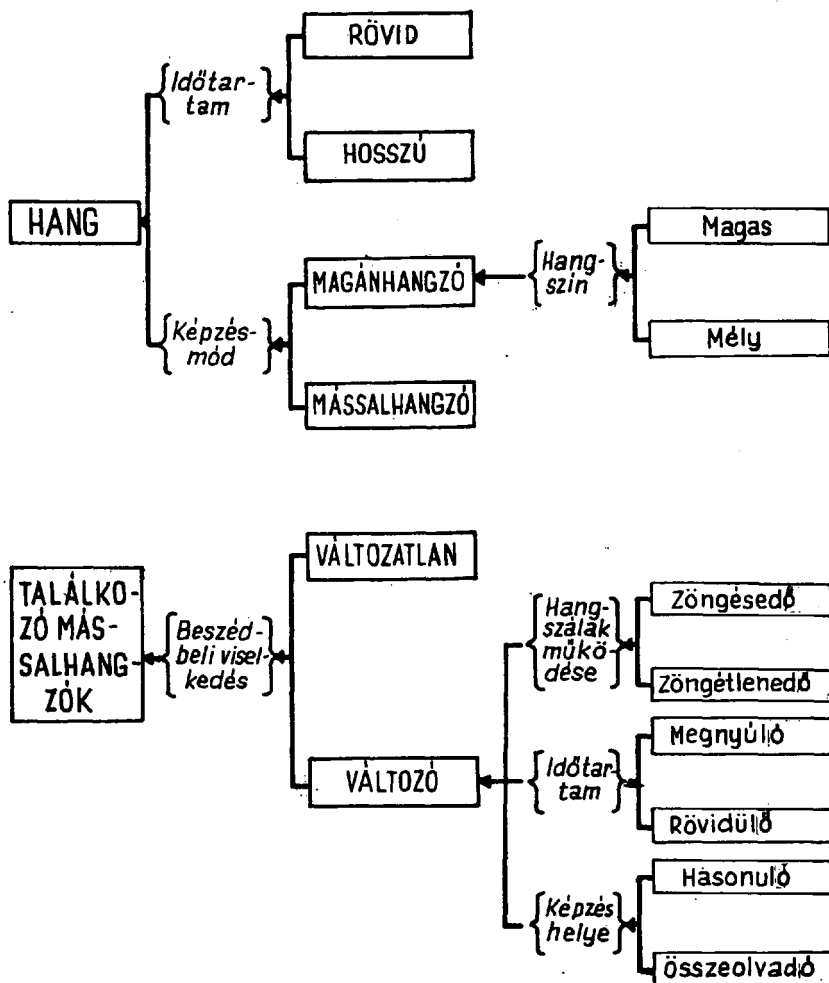 RÖVID
{Időtar-
tam}
HOSSZÚ
HANG
Magas
MAGÁNHANGZÓ
{Hang-
szín}
{Képzés-
mód}
Mély
MÁSSALHANGZÓ
VÁLTOZATLAN
TALÁLKO-
ZÓ MÁS-
SALHANG-
ZÓK
{Beszéd-
beli visel-
kedés}
{Hang-
szálak
műkö-
dése}
Zöngésedő
Zöngétlenedő
VÁLTOZÓ
{Időtar-
tam}
Megnyúló
Rövidülő
{Képzés
helye}
Hasonuló
Összeolvadó